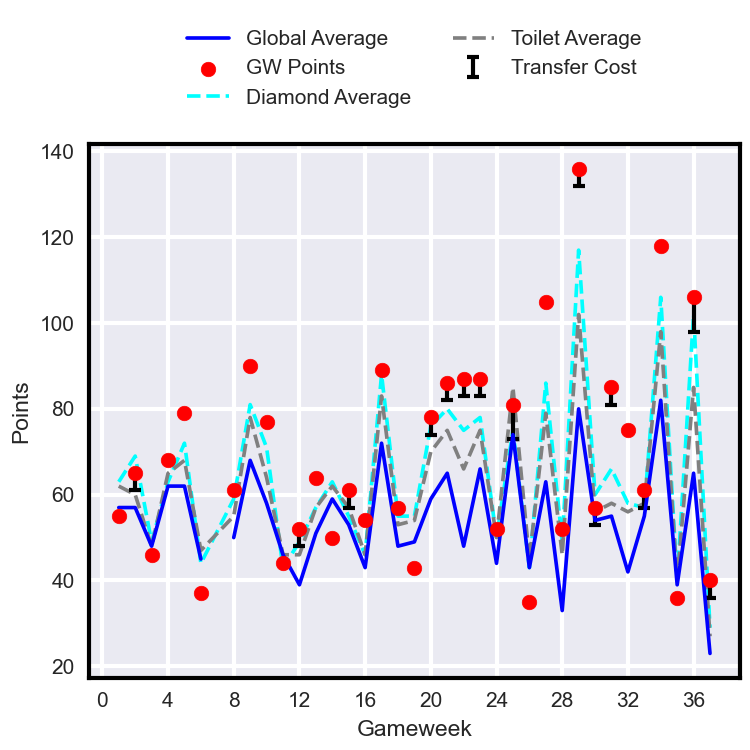 Global Average
GW Points
Diamond Average
Toilet Average
Transfer Cost
140
120
100
80
60
40
20
Points
0 4 8 12 16 20 24 28 32 36
Gameweek